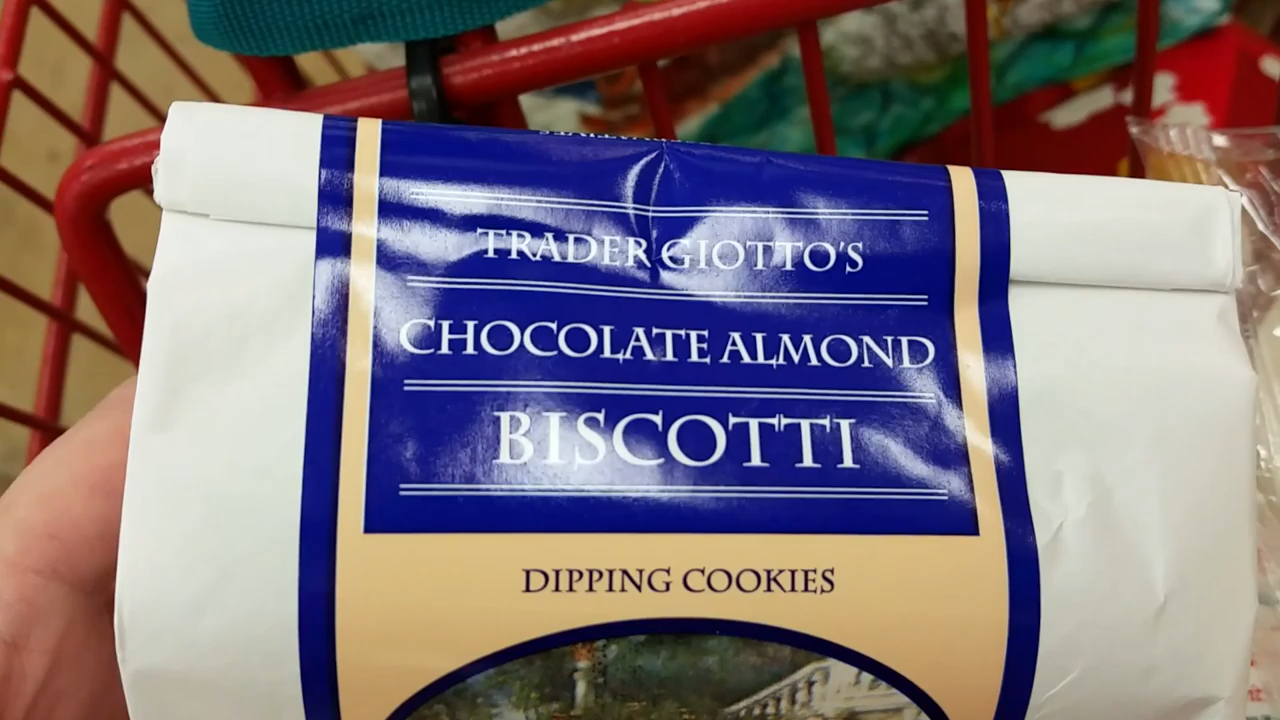 TRADER GIOTTO'S
CHOCOLATE ALMOND
BISCOTTI
DIPPING COOKIES